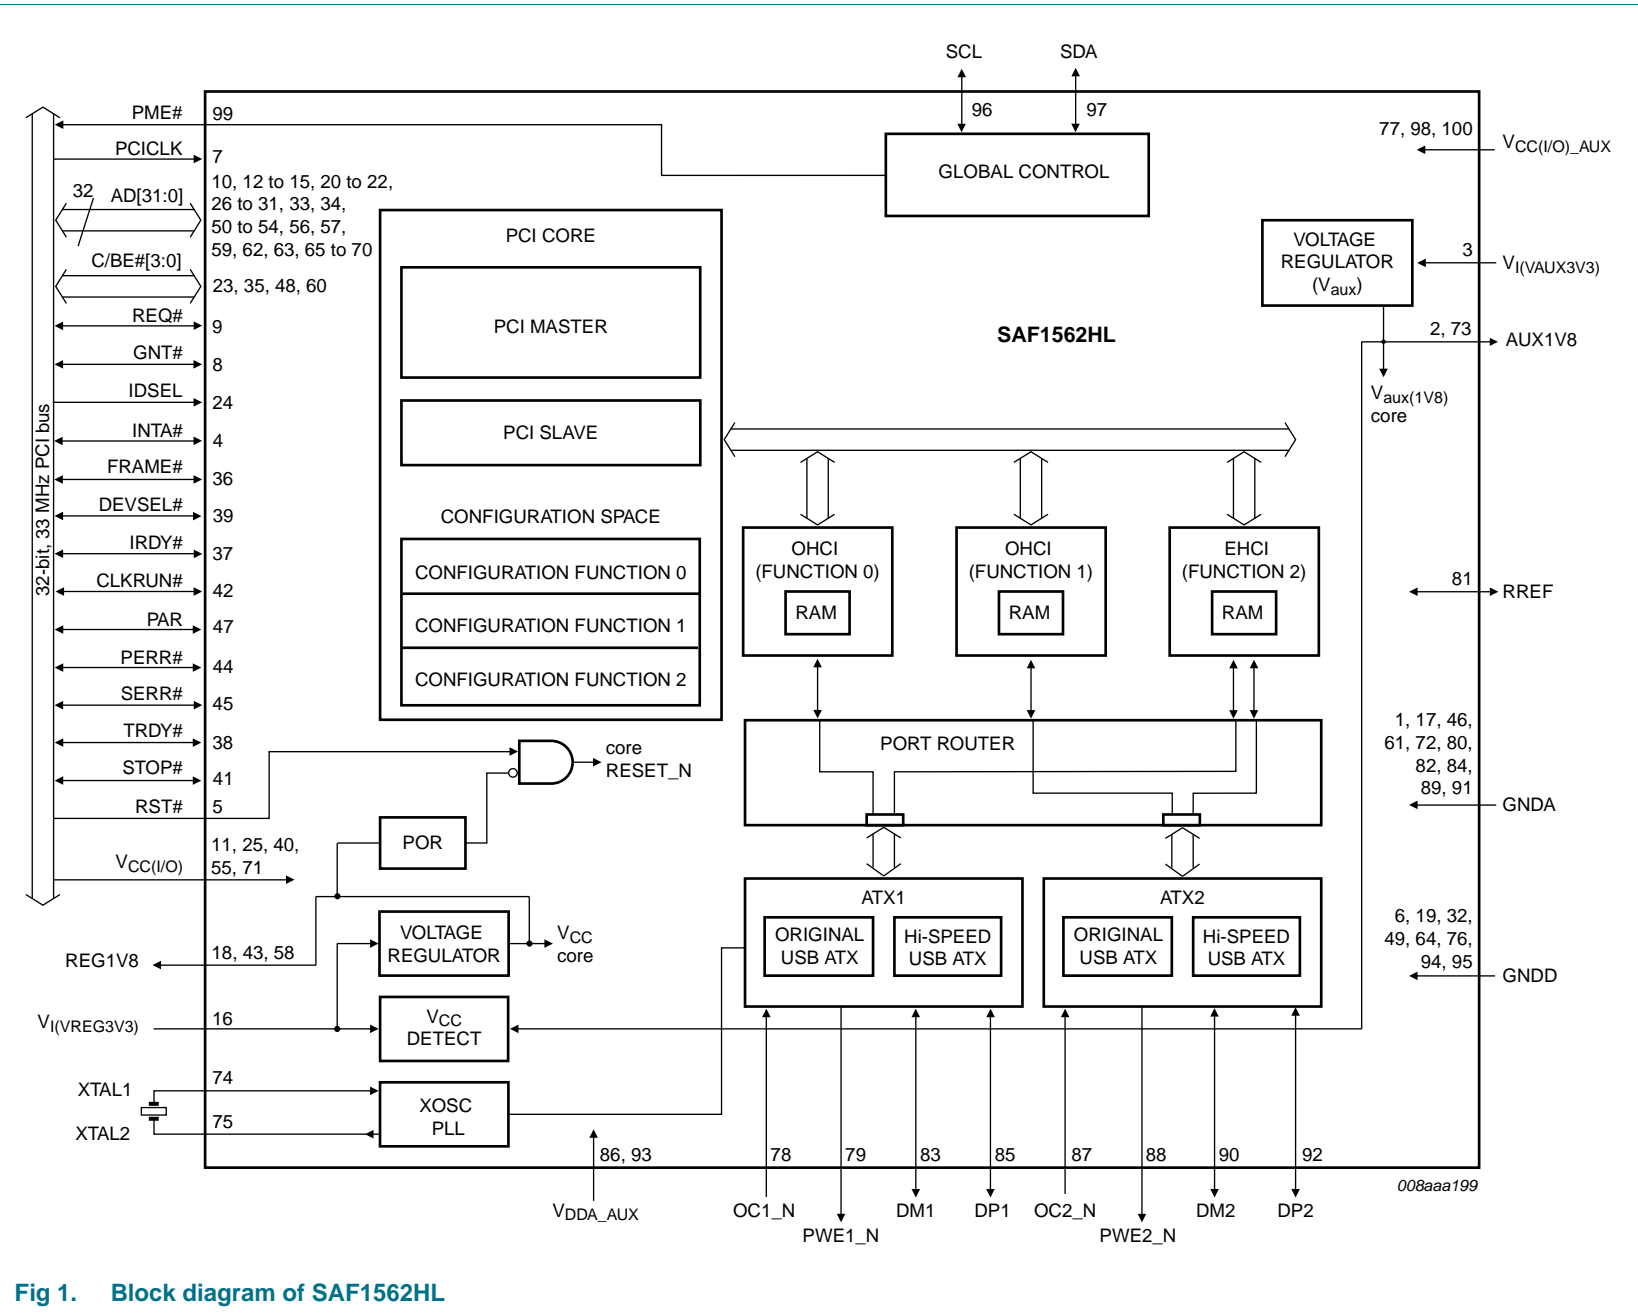 SCL
SDA
96
97
PME#
99
PCICLK
7
32
AD[31:0]
10, 12 to 15, 20 to 22,
26 to 31, 33, 34,
50 to 54, 56, 57,
59, 62, 63, 65 to 70
C/BE#[3:0]
23, 35, 48, 60
REQ#
9
GNT#
8
IDSEL
24
INTA#
4
FRAME#
36
DEVSEL#
39
IRDY#
37
CLKRUN#
42
PAR
47
PERR#
44
SERR#
45
TRDY#
38
STOP#
41
RST#
5
VCC(I/O)
11, 25, 40,
55, 71
32-bit, 33 MHz PCI bus
REG1V8
18, 43, 58
VI(VREG3V3)
16
XTAL1
74
XTAL2
75
GLOBAL CONTROL
PCI CORE
PCI MASTER
PCI SLAVE
CONFIGURATION SPACE
CONFIGURATION FUNCTION 0
CONFIGURATION FUNCTION 1
CONFIGURATION FUNCTION 2
core
RESET_N
POR
VOLTAGE
REGULATOR
VCC
core
VCC
DETECT
XOSC
PLL
SAF1562HL
OHCI
(FUNCTION 0)
RAM
OHCI
(FUNCTION 1)
RAM
EHCI
(FUNCTION 2)
RAM
PORT ROUTER
ATX1
ORIGINAL
USB ATX
Hi-SPEED
USB ATX
ATX2
ORIGINAL
USB ATX
Hi-SPEED
USB ATX
77, 98, 100
VCC(I/O)_AUX
VOLTAGE
REGULATOR
(Vaux)
3
VI(VAUX3V3)
2, 73
AUX1V8
Vaux(1V8)
core
81
RREF
1, 17, 46,
61, 72, 80,
82, 84,
89, 91
GNDA
6, 19, 32,
49, 64, 76,
94, 95
GNDD
86, 93
78
79
83
85
87
88
90
92
VDDA_AUX
OC1_N
PWE1_N
DM1
DP1
OC2_N
PWE2_N
DM2
DP2
008aaa199
Fig 1. Block diagram of SAF1562HL